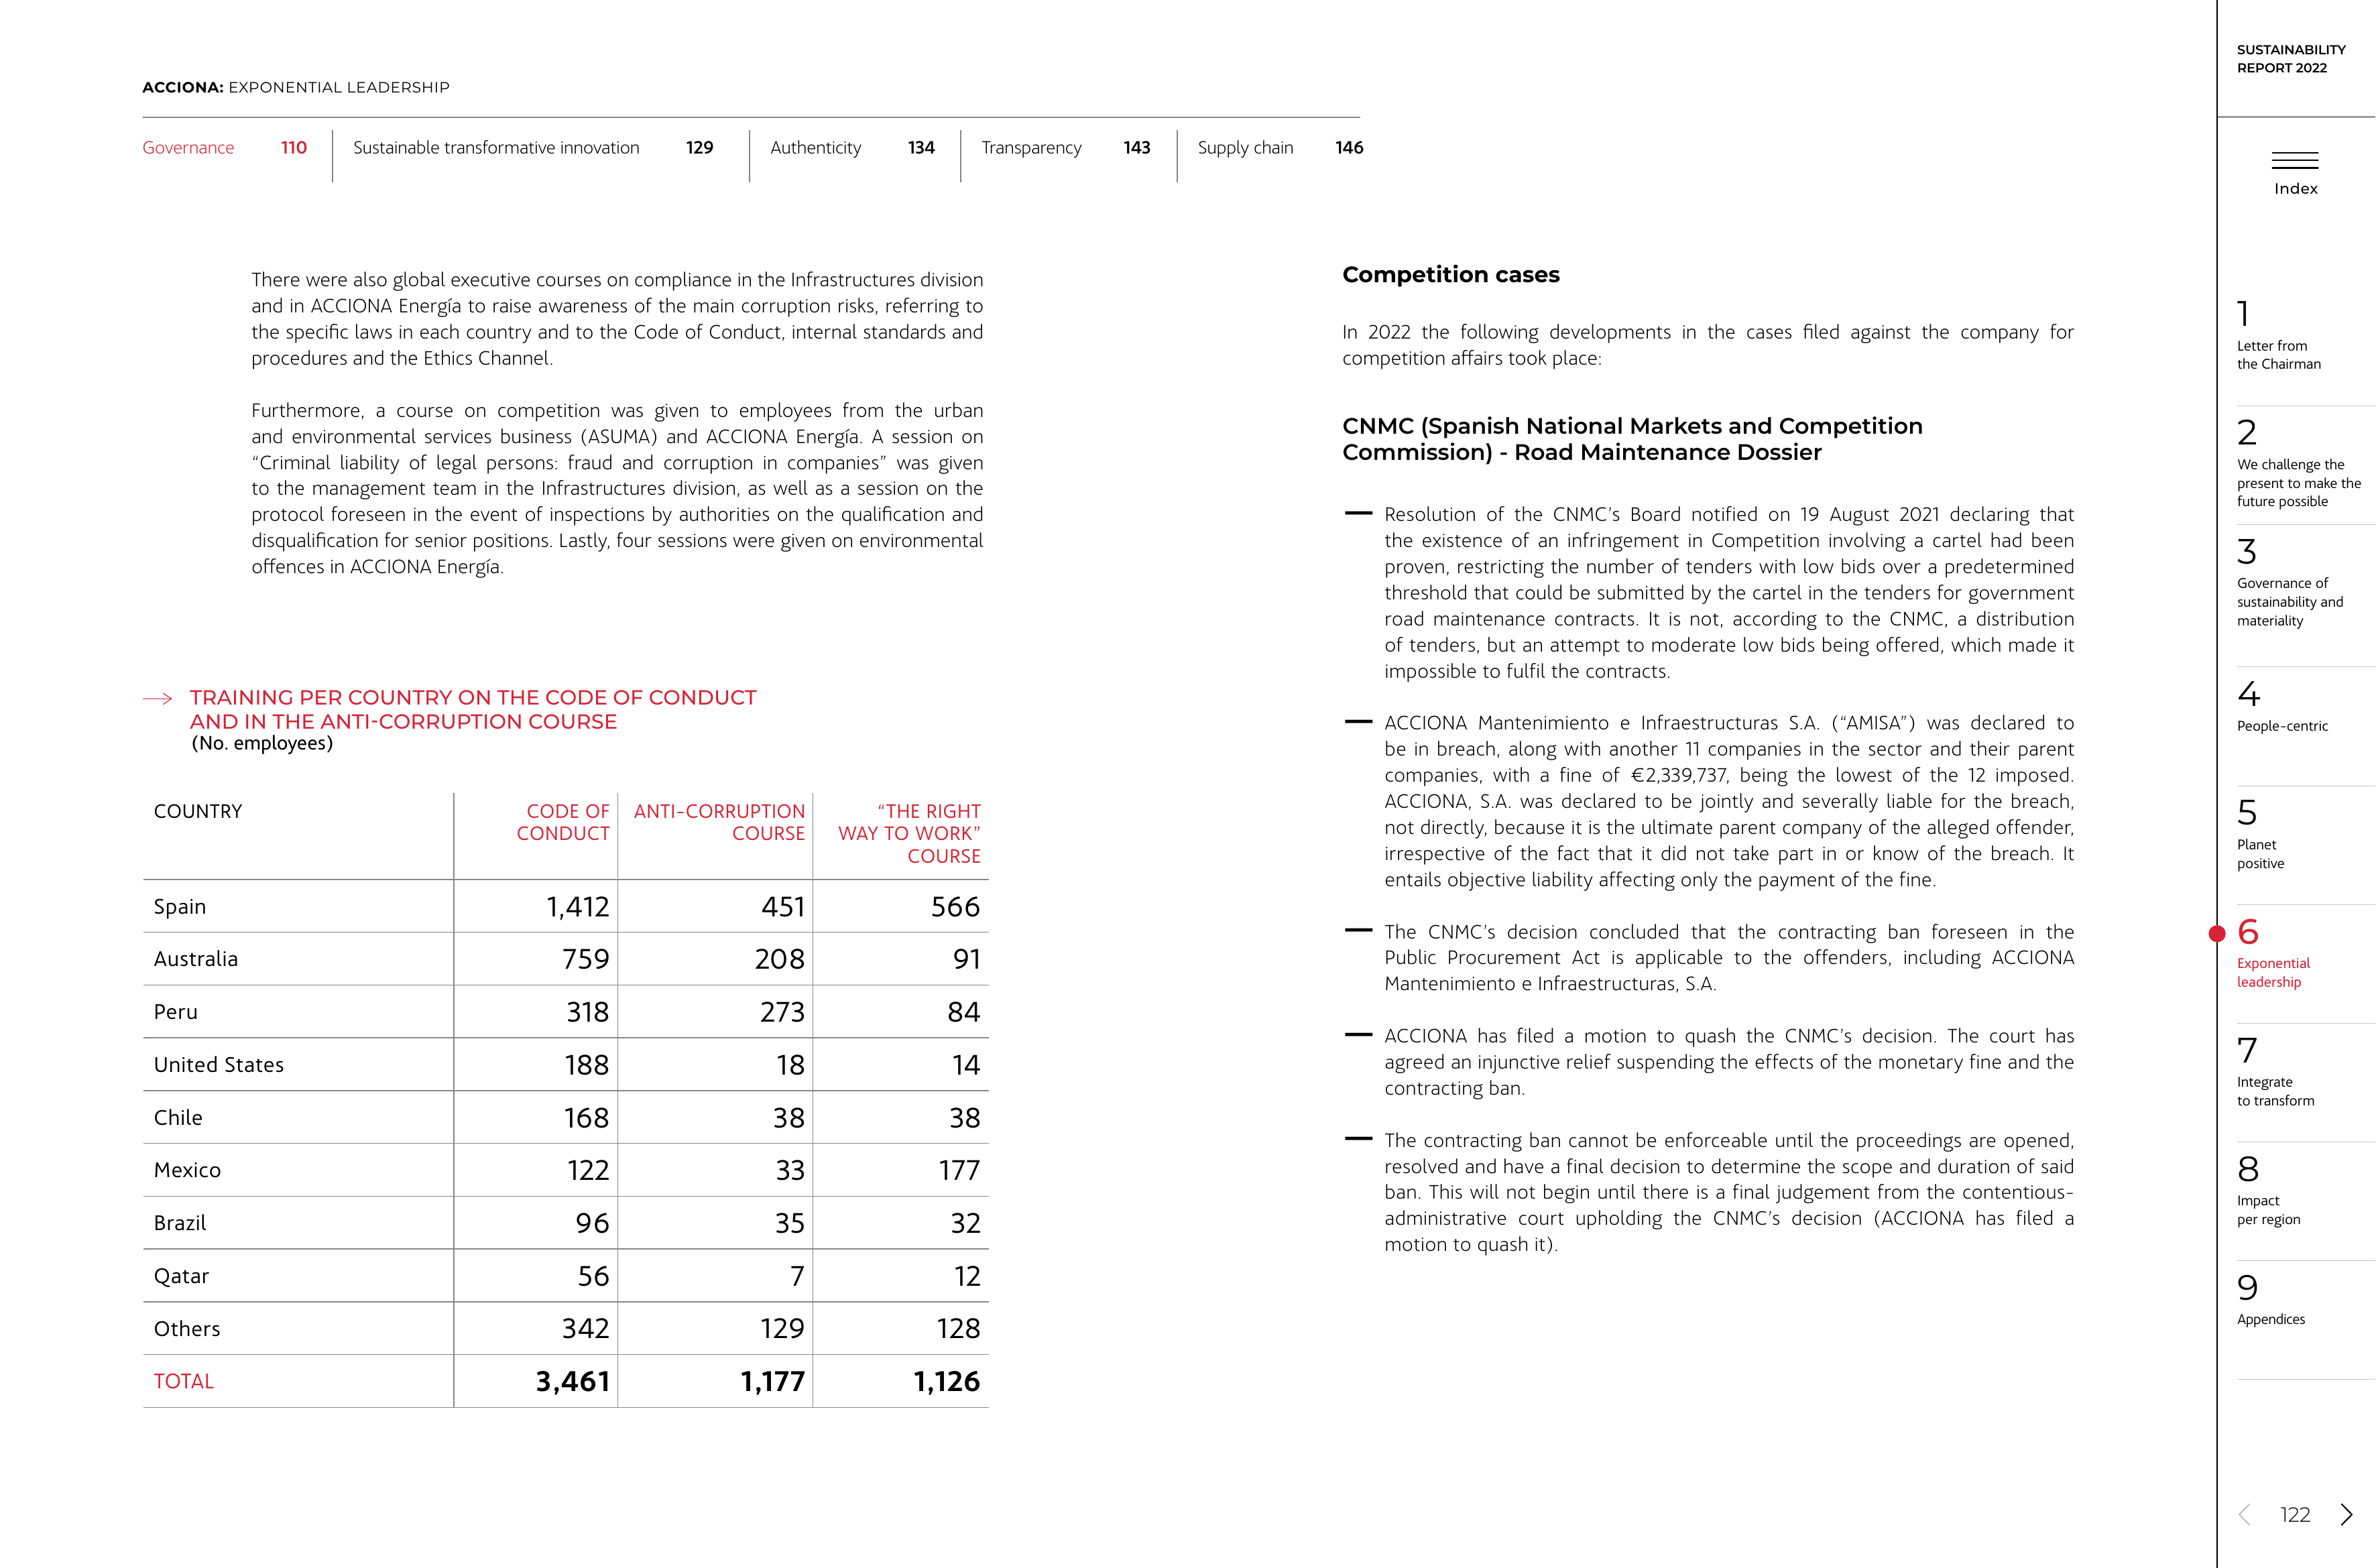 ACCIONA: EXPONENTIAL LEADERSHIP
Governance 110 Sustainable transformative innovation 129 Authenticity 134 Transparency 143 Supply chain 146
There were also global executive courses on compliance in the Infrastructures division
and in ACCIONA Energía to raise awareness of the main corruption risks, referring to
the specific laws in each country and to the Code of Conduct, internal standards and
procedures and the Ethics Channel.
Furthermore, a course on competition was given to employees from the urban
and environmental services business (ASUMA) and ACCIONA Energía. A session on
“Criminal liability of legal persons: fraud and corruption in companies” was given
to the management team in the Infrastructures division, as well as a session on the
protocol foreseen in the event of inspections by authorities on the qualification and
disqualification for senior positions. Lastly, four sessions were given on environmental
offences in ACCIONA Energía.
TRAINING PER COUNTRY ON THE CODE OF CONDUCT
AND IN THE ANTI-CORRUPTION COURSE
(No. employees)
COUNTRY CODE OF ANTI-CORRUPTION “THE RIGHT
CONDUCT COURSE WAY TO WORK”
COURSE
Spain 1,412 451 566
Australia 759 208 91
Peru 318 273 84
United States 188 18 14
Chile 168 38 38
Mexico 122 33 177
Brazil 96 35 32
Qatar 56 7 12
Others 342 129 128
TOTAL 3,461 1,177 1,126
Competition cases
In 2022 the following developments in the cases filed against the company for
competition affairs took place:
CNMC (Spanish National Markets and Competition
Commission) - Road Maintenance Dossier
— Resolution of the CNMC’s Board notified on 19 August 2021 declaring that
the existence of an infringement in Competition involving a cartel had been
proven, restricting the number of tenders with low bids over a predetermined
threshold that could be submitted by the cartel in the tenders for government
road maintenance contracts. It is not, according to the CNMC, a distribution
of tenders, but an attempt to moderate low bids being offered, which made it
impossible to fulfil the contracts.
— ACCIONA Mantenimiento e Infraestructuras S.A. (“AMISA”) was declared to
be in breach, along with another 11 companies in the sector and their parent
companies, with a fine of €2,339,737, being the lowest of the 12 imposed.
ACCIONA, S.A. was declared to be jointly and severally liable for the breach,
not directly, because it is the ultimate parent company of the alleged offender,
irrespective of the fact that it did not take part in or know of the breach. It
entails objective liability affecting only the payment of the fine.
— The CNMC’s decision concluded that the contracting ban foreseen in the
Public Procurement Act is applicable to the offenders, including ACCIONA
Mantenimiento e Infraestructuras, S.A.
— ACCIONA has filed a motion to quash the CNMC’s decision. The court has
agreed an injunctive relief suspending the effects of the monetary fine and the
contracting ban.
— The contracting ban cannot be enforceable until the proceedings are opened,
resolved and have a final decision to determine the scope and duration of said
ban. This will not begin until there is a final judgement from the contentious-
administrative court upholding the CNMC’s decision (ACCIONA has filed a
motion to quash it).
SUSTAINABILITY
REPORT 2022
Index
1
Letter from
the Chairman
2
We challenge the
present to make the
future possible
3
Governance of
sustainability and
materiality
4
People-centric
5
Planet
positive
6
Exponential
leadership
7
Integrate
to transform
8
Impact
per region
9
Appendices
122